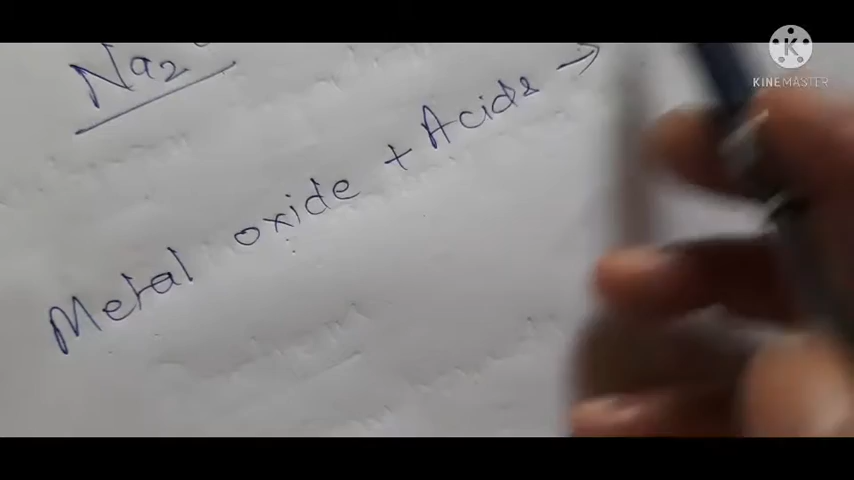 Na2
Metal oxide + Acids →
KINEMASTER